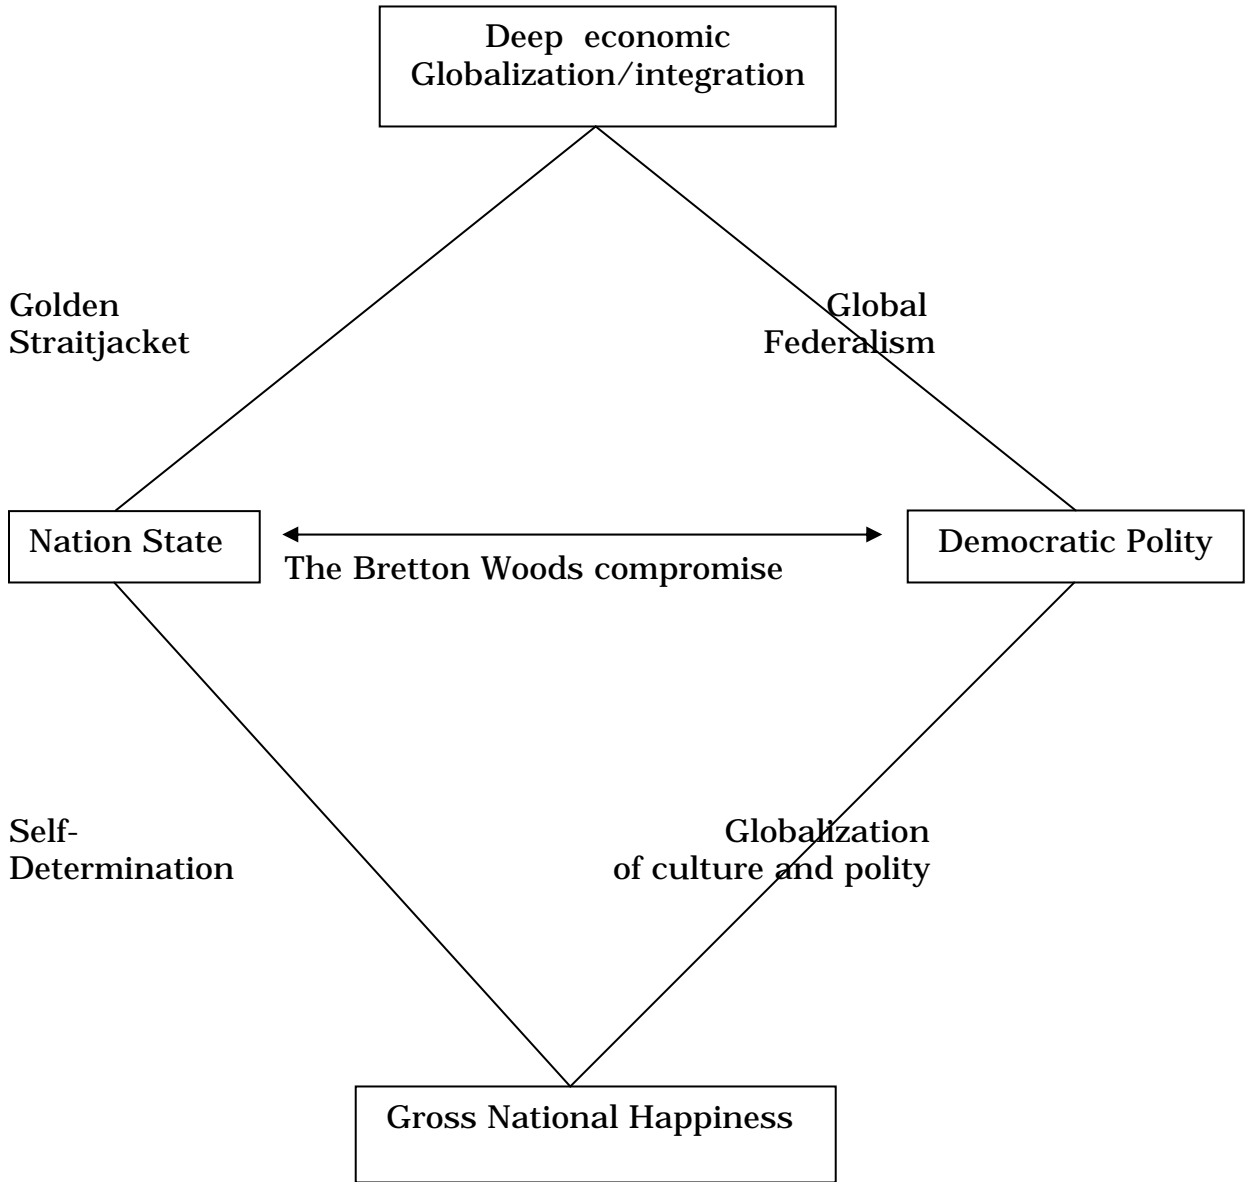 Deep economic
Globalization/integration
Golden
Straitjacket
Global
Federalism
Nation State
The Bretton Woods compromise
Democratic Polity
Self-
Determination
Globalization
of culture and polity
Gross National Happiness